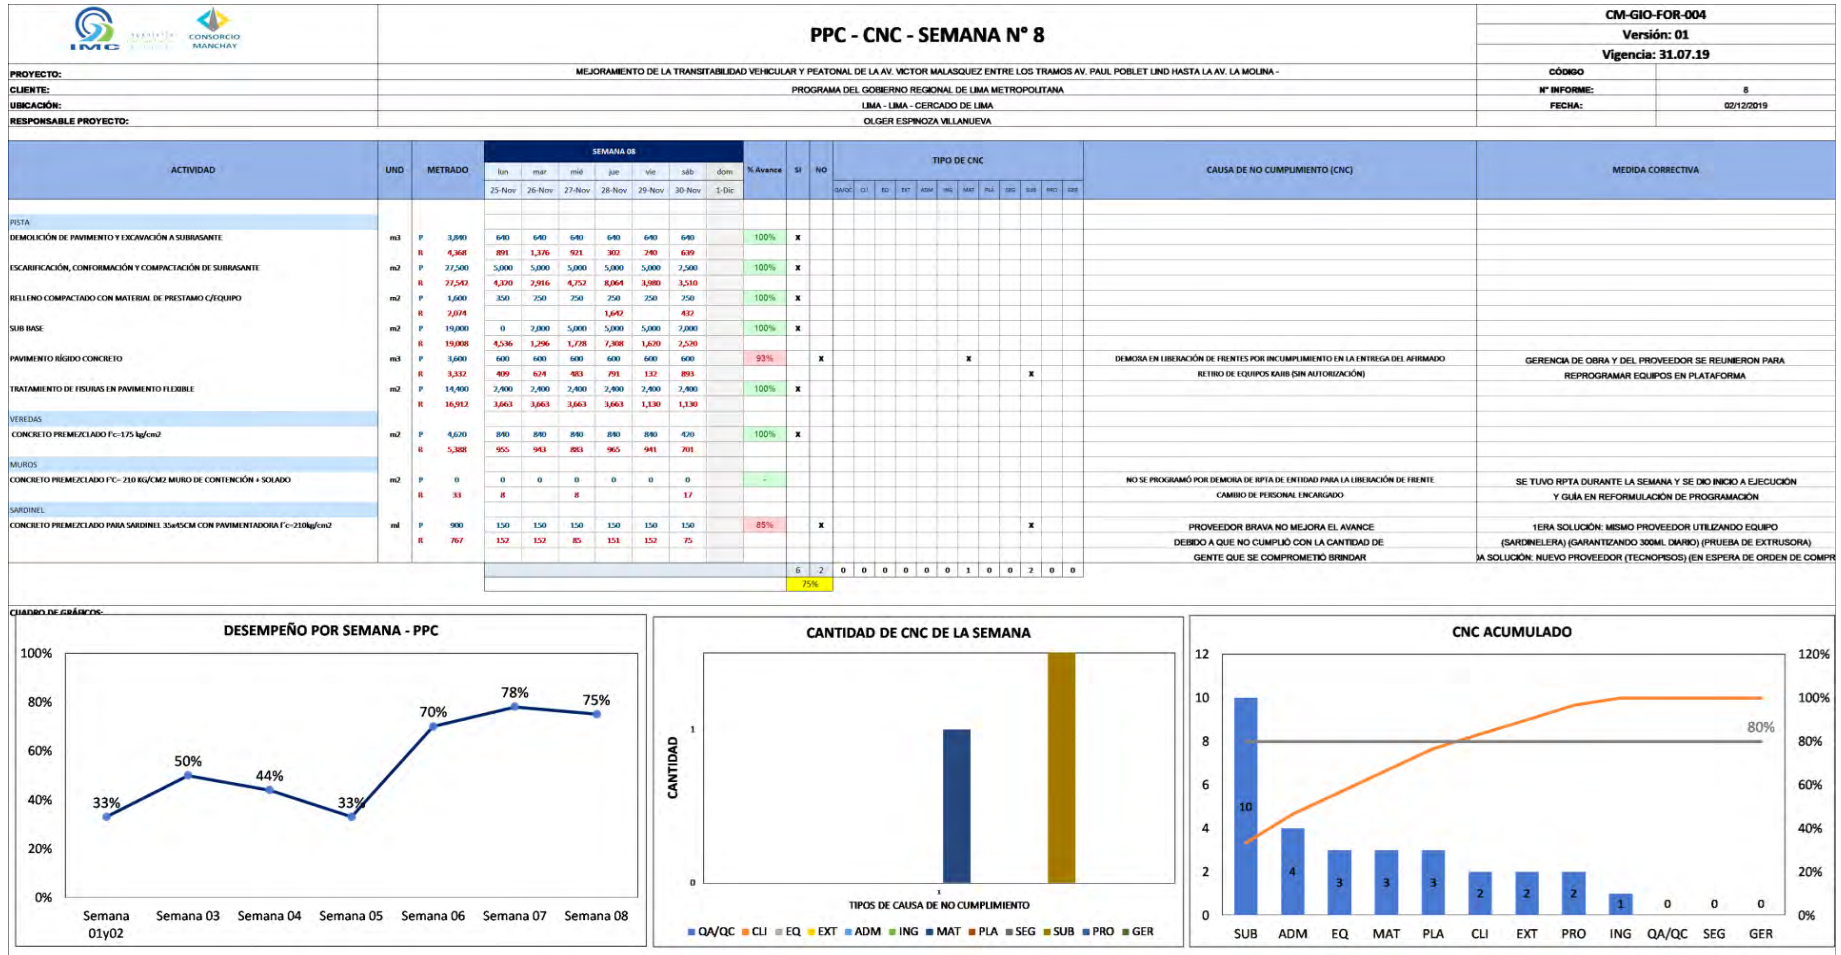 IMC
CONSORCIO
MANCHAY
PPC - CNC - SEMANA N° 8
CM-GIO-FOR-004
Versión: 01
Vigencia: 31.07.19
PROYECTO: MEJORAMIENTO DE LA TRANSITABILIDAD VEHICULAR Y PEATONAL DE LA AV. VICTOR MALASQUEZ ENTRE LOS TRAMOS AV. PAUL POBLET LIND HASTA LA AV. LA MOLINA - CÓDIGO
CLIENTE: PROGRAMA DEL GOBIERNO REGIONAL DE LIMA METROPOLITANA N° INFORME: 8
UBICACIÓN: LIMA - LIMA - CERCADO DE LIMA FECHA: 02/12/2019
RESPONSABLE PROYECTO: OLGER ESPINOZA VILLANUEVA
ACTIVIDAD UND METRADO SEMANA 08 % Avance SI NO TIPO DE CNC CAUSA DE NO CUMPLIMIENTO (CNC) MEDIDA CORRECTIVA
lun mar mié jue vie sáb dom
25-Nov 26-Nov 27-Nov 28-Nov 29-Nov 30-Nov 1-Dic QA/QC CLI EQ EXT ADM ING MAT PLA SEG SUB PRO GER
PISTA
DEMOLICIÓN DE PAVIMENTO Y EXCAVACIÓN A SUBRASANTE m3 P 3,840 640 640 640 640 640 640 100% X
R 4,368 891 1,376 921 302 240 639
ESCARIFICACIÓN, CONFORMACIÓN Y COMPACTACIÓN DE SUBRASANTE m2 P 27,500 5,000 5,000 5,000 5,000 5,000 2,500 100% X
R 27,542 4,320 2,916 4,752 8,064 3,980 3,510
RELLENO COMPACTADO CON MATERIAL DE PRESTAMO C/EQUIPO m2 P 1,600 350 250 250 250 250 250 100% X
R 2,074 1,642 432
SUB BASE m2 P 19,000 0 2,000 5,000 5,000 5,000 2,000 100% X
R 19,008 4,536 1,296 1,728 7,308 1,620 2,520
PAVIMENTO RÍGIDO CONCRETO m3 P 3,600 600 600 600 600 600 600 93% X X DEMORA EN LIBERACIÓN DE FRENTES POR INCUMPLIMIENTO EN LA ENTREGA DEL AFIRMADO GERENCIA DE OBRA Y DEL PROVEEDOR SE REUNIERON PARA
R 3,332 409 624 483 791 132 893 X RETIRO DE EQUIPOS KAIIB (SIN AUTORIZACIÓN) REPROGRAMAR EQUIPOS EN PLATAFORMA
TRATAMIENTO DE FISURAS EN PAVIMENTO FLEXIBLE m2 P 14,400 2,400 2,400 2,400 2,400 2,400 2,400 100% X
R 16,912 3,663 3,663 3,663 3,663 1,130 1,130
VEREDAS
CONCRETO PREMEZCLADO f'c=175 kg/cm2 m2 P 4,620 840 840 840 840 840 420 100% X
R 5,388 955 943 883 965 941 701
MUROS
CONCRETO PREMEZCLADO F'C= 210 KG/CM2 MURO DE CONTENCIÓN + SOLADO m2 P 0 0 0 0 0 0 0 - NO SE PROGRAMÓ POR DEMORA DE RPTA DE ENTIDAD PARA LA LIBERACIÓN DE FRENTE SE TUVO RPTA DURANTE LA SEMANA Y SE DIO INICIO A EJECUCIÓN
R 33 8 8 17 CAMBIO DE PERSONAL ENCARGADO Y GUÍA EN REFORMULACIÓN DE PROGRAMACIÓN
SARDINEL
CONCRETO PREMEZCLADO PARA SARDINEL 35x45CM CON PAVIMENTADORA f´c=210kg/cm2 ml P 900 150 150 150 150 150 150 85% X X PROVEEDOR BRAVA NO MEJORA EL AVANCE 1ERA SOLUCIÓN: MISMO PROVEEDOR UTILIZANDO EQUIPO
R 767 152 152 85 151 152 75 DEBIDO A QUE NO CUMPLIÓ CON LA CANTIDAD DE (SARDINELERA) (GARANTIZANDO 300ML DIARIO) (PRUEBA DE EXTRUSORA)
GENTE QUE SE COMPROMETIÓ BRINDAR DA SOLUCIÓN: NUEVO PROVEEDOR (TECNOPISOS) (EN ESPERA DE ORDEN DE COMPR
6 2 0 0 0 0 0 0 1 0 0 2 0 0
75%
CUADRO DE GRÁFICOS:
DESEMPEÑO POR SEMANA - PPC
100%
80%
60%
40%
20%
0%
33% 50% 44% 33% 70% 78% 75%
Semana 01y02 Semana 03 Semana 04 Semana 05 Semana 06 Semana 07 Semana 08
CANTIDAD DE CNC DE LA SEMANA
CANTIDAD
1
0
1
TIPOS DE CAUSA DE NO CUMPLIMIENTO
QA/QC CLI EQ EXT ADM ING MAT PLA SEG SUB PRO GER
CNC ACUMULADO
12 120%
10 100%
8 80%
6 60%
4 40%
2 20%
0 0%
80%
10 4 3 3 3 2 2 2 1 0 0 0
SUB ADM EQ MAT PLA CLI EXT PRO ING QA/QC SEG GER